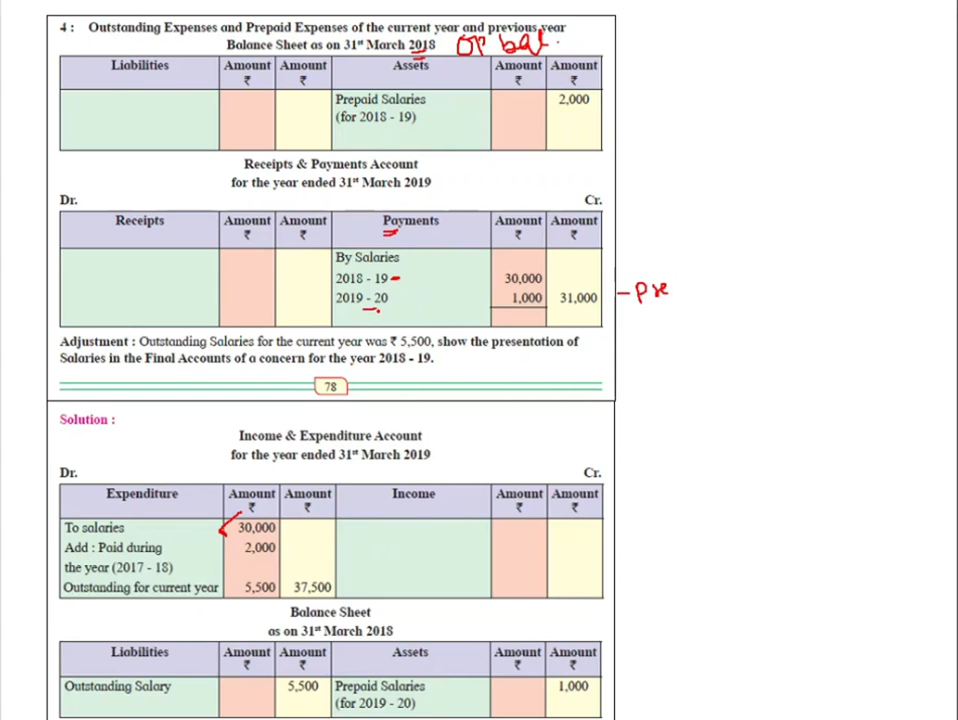 4 : Outstanding Expenses and Prepaid Expenses of the current year and previous year
Balance Sheet as on 31st March 2018 op bal
Liabilities Amount ₹ Amount ₹ Assets Amount ₹ Amount ₹
Prepaid Salaries 2,000
(for 2018 - 19)
Receipts & Payments Account
for the year ended 31st March 2019
Dr. Cr.
Receipts Amount ₹ Amount ₹ Payments Amount ₹ Amount ₹
By Salaries
2018 - 19 30,000
2019 - 20 1,000 31,000 - pre
Adjustment : Outstanding Salaries for the current year was ₹ 5,500, show the presentation of
Salaries in the Final Accounts of a concern for the year 2018 - 19.
78
Solution :
Income & Expenditure Account
for the year ended 31st March 2019
Dr. Cr.
Expenditure Amount ₹ Amount ₹ Income Amount ₹ Amount ₹
To salaries 30,000
Add : Paid during 2,000
the year (2017 - 18)
Outstanding for current year 5,500 37,500
Balance Sheet
as on 31st March 2018
Liabilities Amount ₹ Amount ₹ Assets Amount ₹ Amount ₹
Outstanding Salary 5,500 Prepaid Salaries 1,000
(for 2019 - 20)